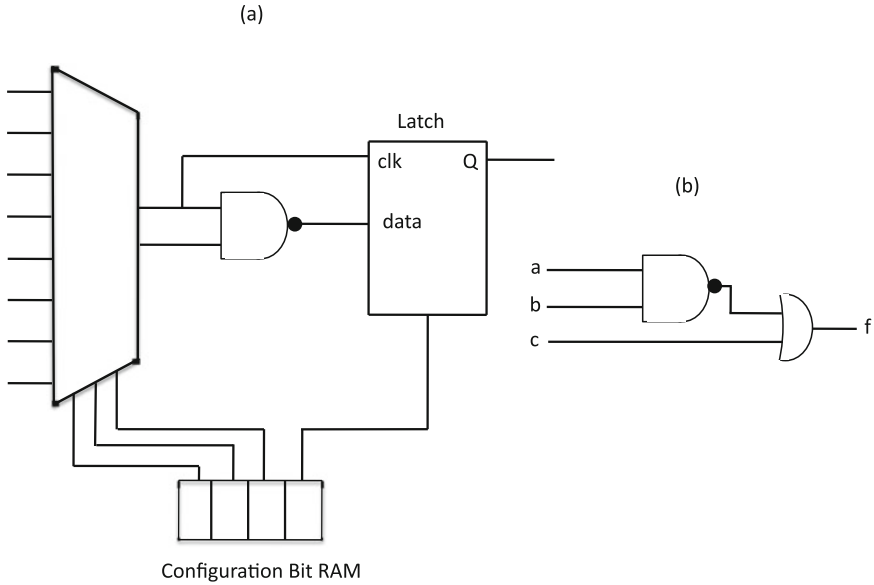 (a)
Latch
clk Q
data
(b)
a
b
c
f
Configuration Bit RAM